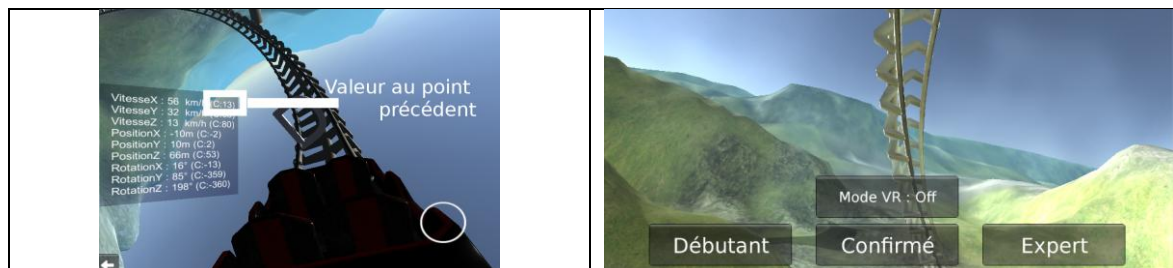 VitesseX : 56 km/h (C:13)
VitesseY : 32 km/h
VitesseZ : 13 km/h (C:80)
PositionX : -10m (C:-2)
PositionY : 10m (C:2)
PositionZ : 66m (C:53)
RotationX : 16° (C:-13)
RotationY : 85° (C:-359)
RotationZ : 198° (C:-360)
Valeur au point
précédent
Mode VR : Off
Débutant Confirmé Expert